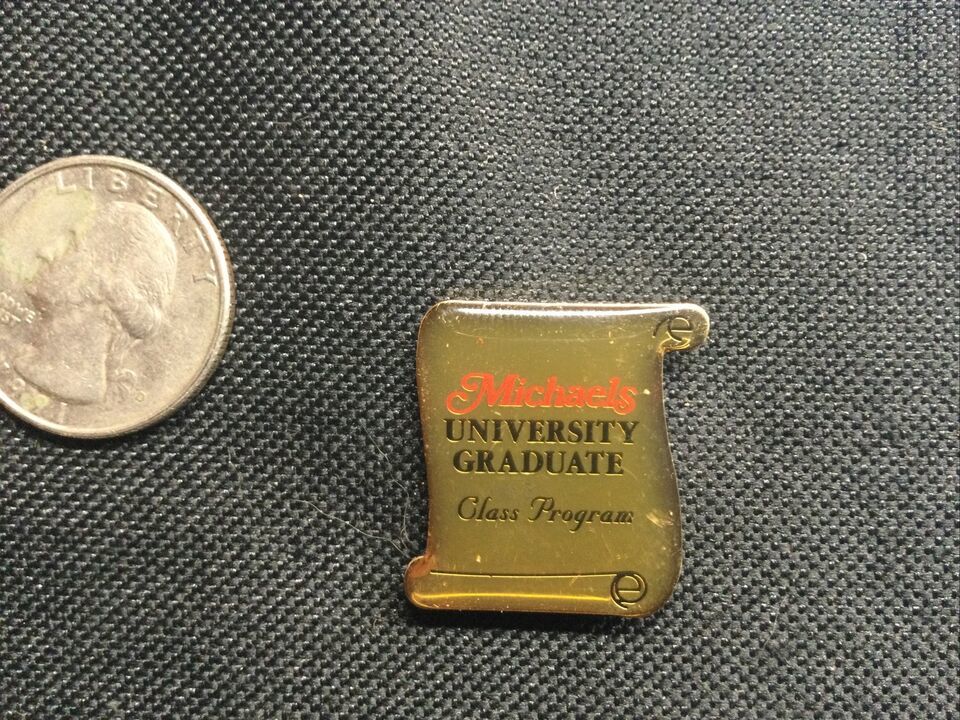 LIBERTY
Michaels
UNIVERSITY
GRADUATE
Class Program